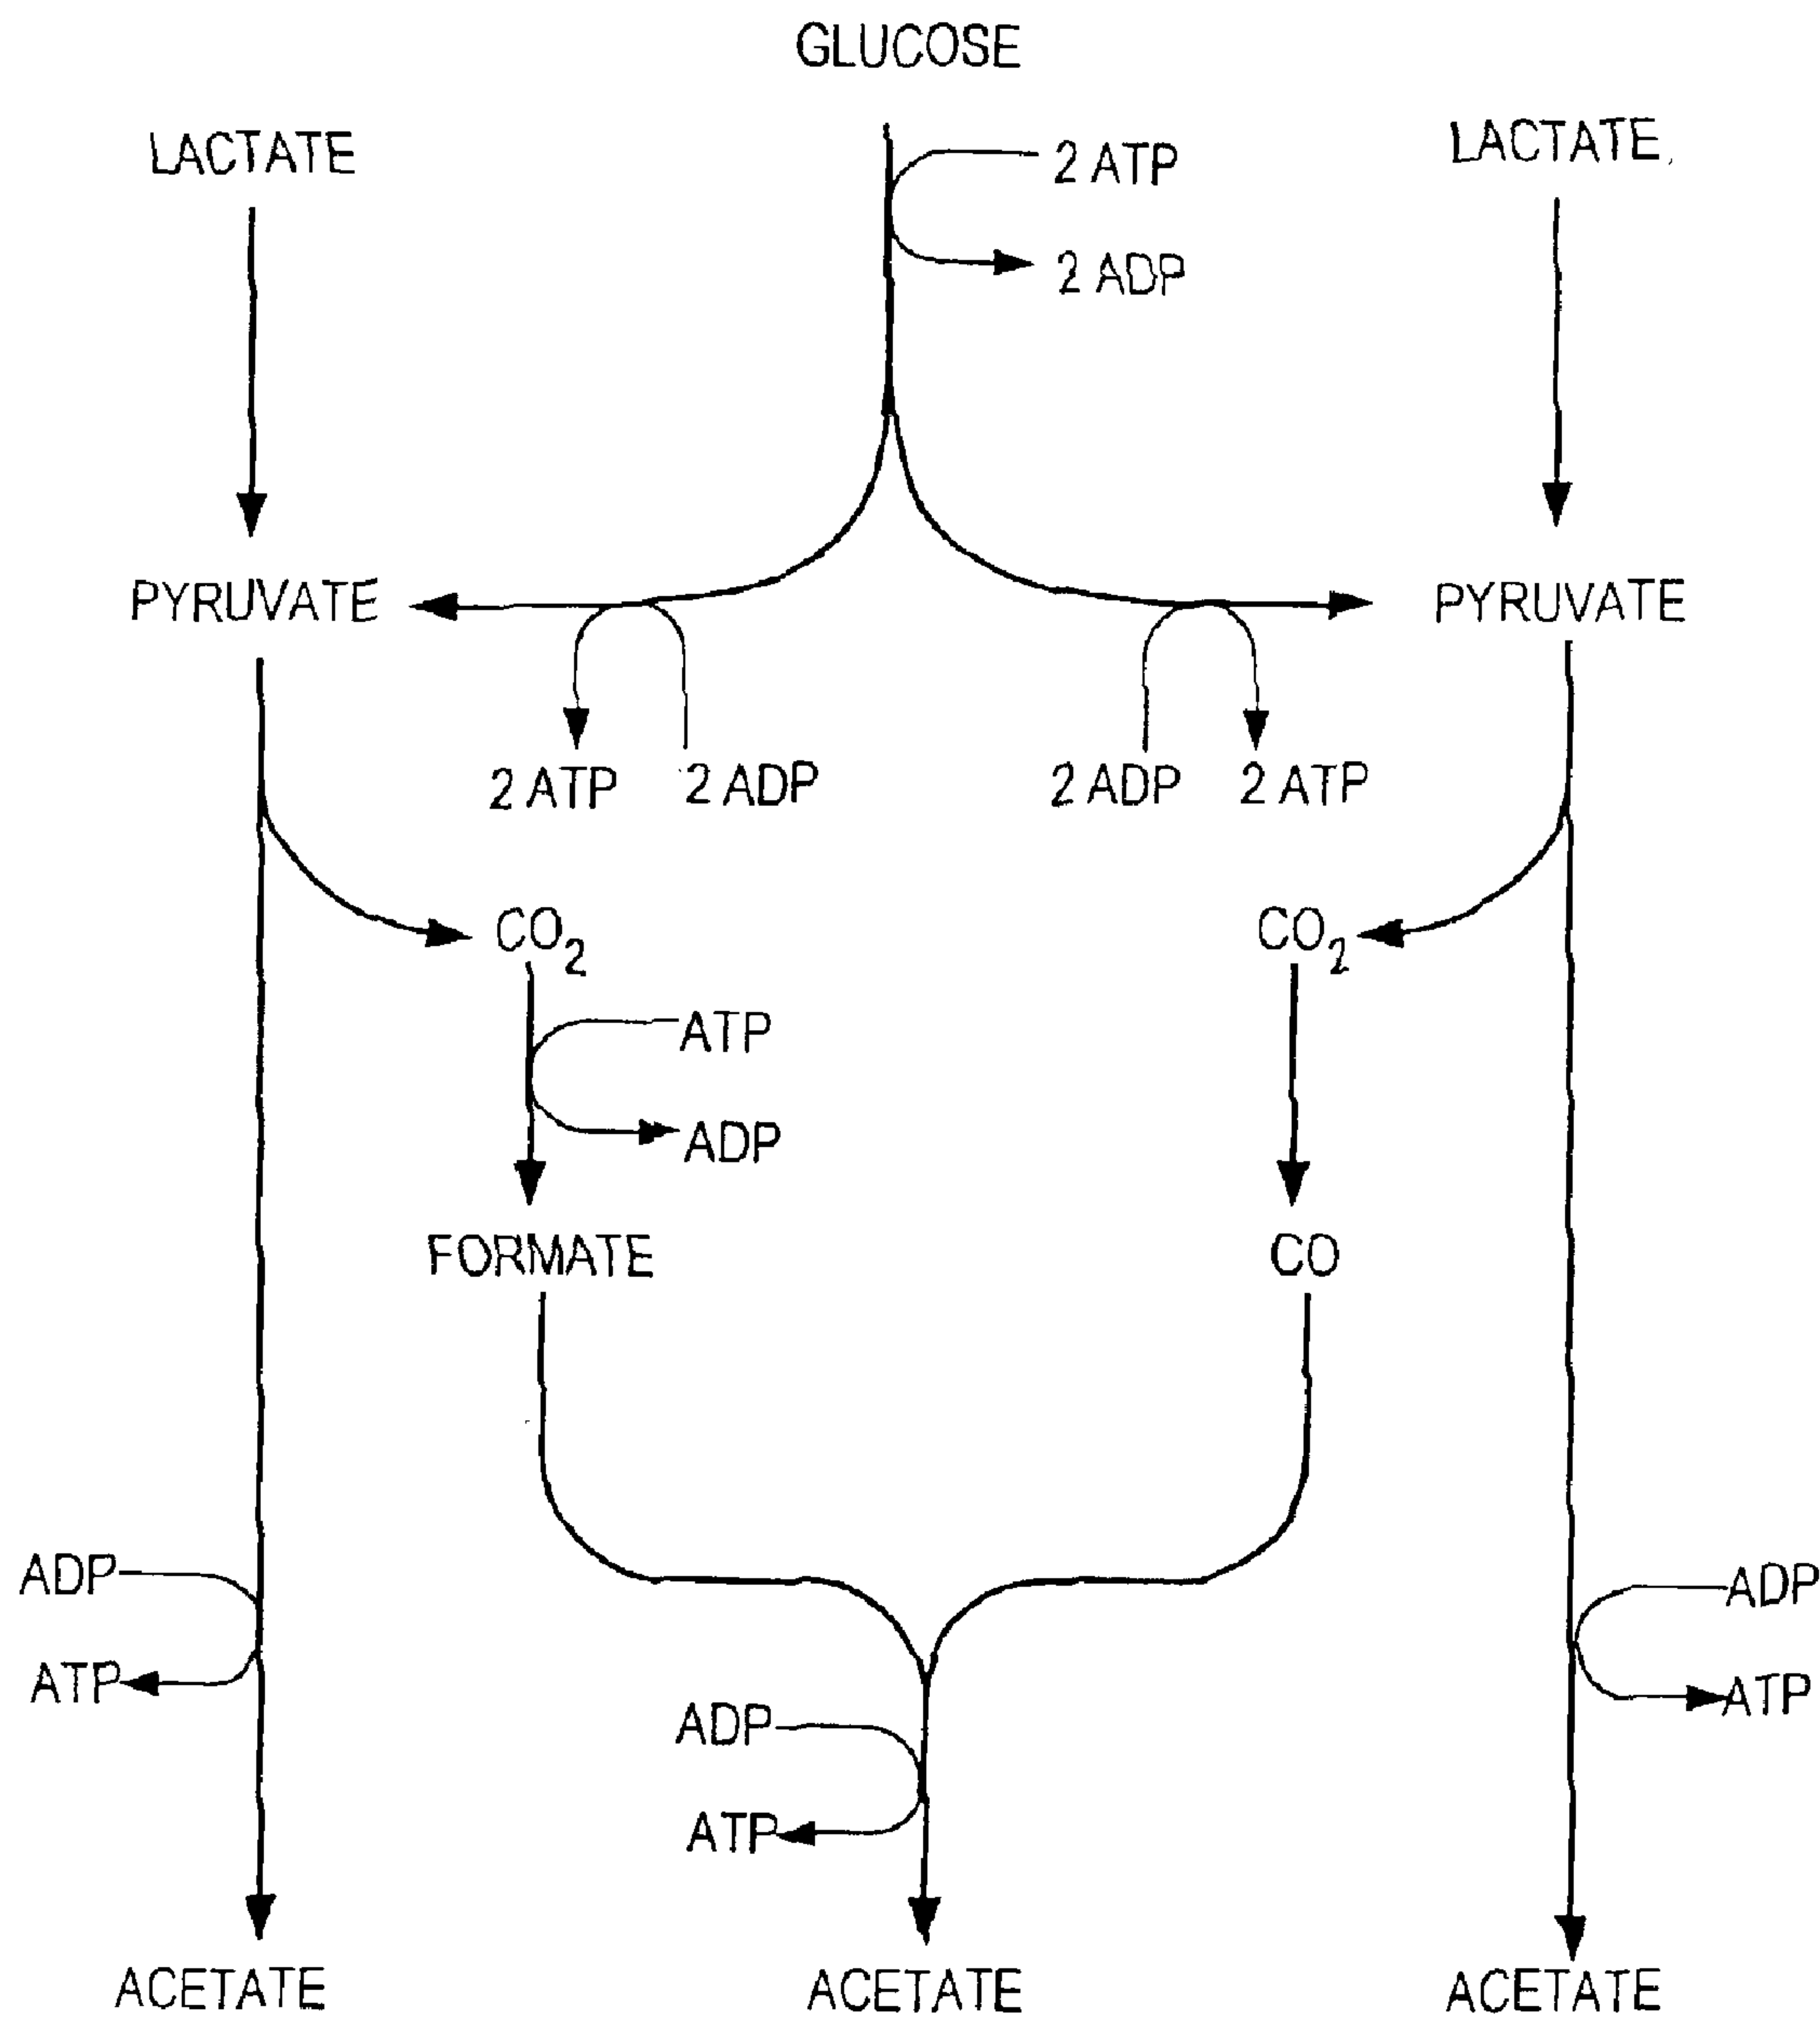 GLUCOSE
LACTATE
LACTATE
2 ATP
2 ADP
PYRUVATE
PYRUVATE
2 ATP
2 ADP
2 ADP
2 ATP
CO2
CO2
ATP
ADP
FORMATE
CO
ADP
ATP
ADP
ATP
ADP
ATP
ACETATE
ACETATE
ACETATE